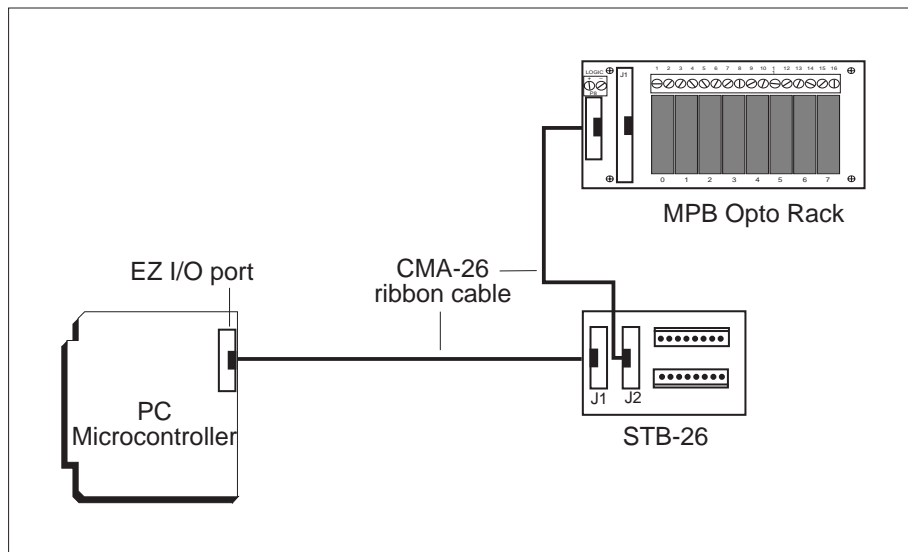 LOGIC
+ -
P8
J1
1 2 3 4 5 6 7 8 9 10 11 12 13 14 15 16
0 1 2 3 4 5 6 7
MPB Opto Rack
EZ I/O port
CMA-26
ribbon cable
PC
Microcontroller
J1 J2
STB-26